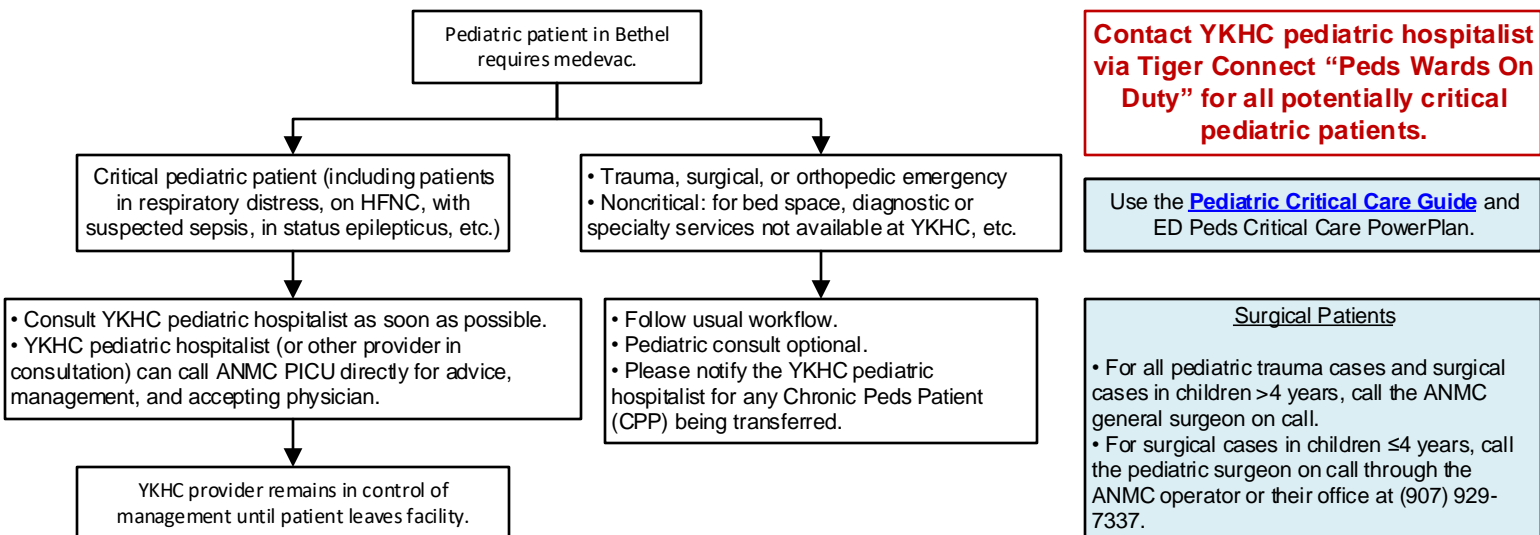 Pediatric patient in Bethel
requires medevac.
Critical pediatric patient (including patients
in respiratory distress, on HFNC, with
suspected sepsis, in status epilepticus, etc.)
• Trauma, surgical, or orthopedic emergency
• Noncritical: for bed space, diagnostic or
specialty services not available at YKHC, etc.
• Consult YKHC pediatric hospitalist as soon as possible.
• YKHC pediatric hospitalist (or other provider in
consultation) can call ANMC PICU directly for advice,
management, and accepting physician.
• Follow usual workflow.
• Pediatric consult optional.
• Please notify the YKHC pediatric
hospitalist for any Chronic Peds Patient
(CPP) being transferred.
YKHC provider remains in control of
management until patient leaves facility.
Contact YKHC pediatric hospitalist
via Tiger Connect “Peds Wards On
Duty” for all potentially critical
pediatric patients.
Use the Pediatric Critical Care Guide and
ED Peds Critical Care PowerPlan.
Surgical Patients
• For all pediatric trauma cases and surgical
cases in children >4 years, call the ANMC
general surgeon on call.
• For surgical cases in children ≤4 years, call
the pediatric surgeon on call through the
ANMC operator or their office at (907) 929-
7337.